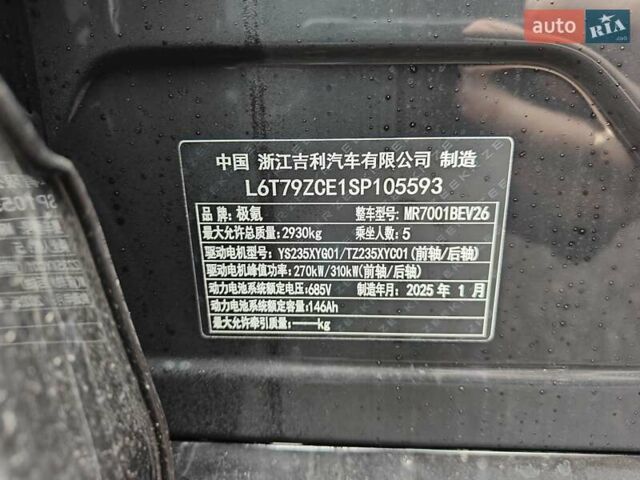 auto RIA
中国 浙江吉利汽车有限公司 制造
L6T79ZCE1SP105593
品牌：极氪 整车型号：MR7001BEV26
最大允许总质量：2930kg 乘坐人数：5
驱动电机型号：YS235XYG01/TZ235XYC01(前轴/后轴)
驱动电机峰值功率：270kW/310kW(前轴/后轴)
动力电池系统额定电压：685V 制造年月：2025 年 1 月
动力电池系统额定容量：146Ah
最大允许牵引质量：——kg